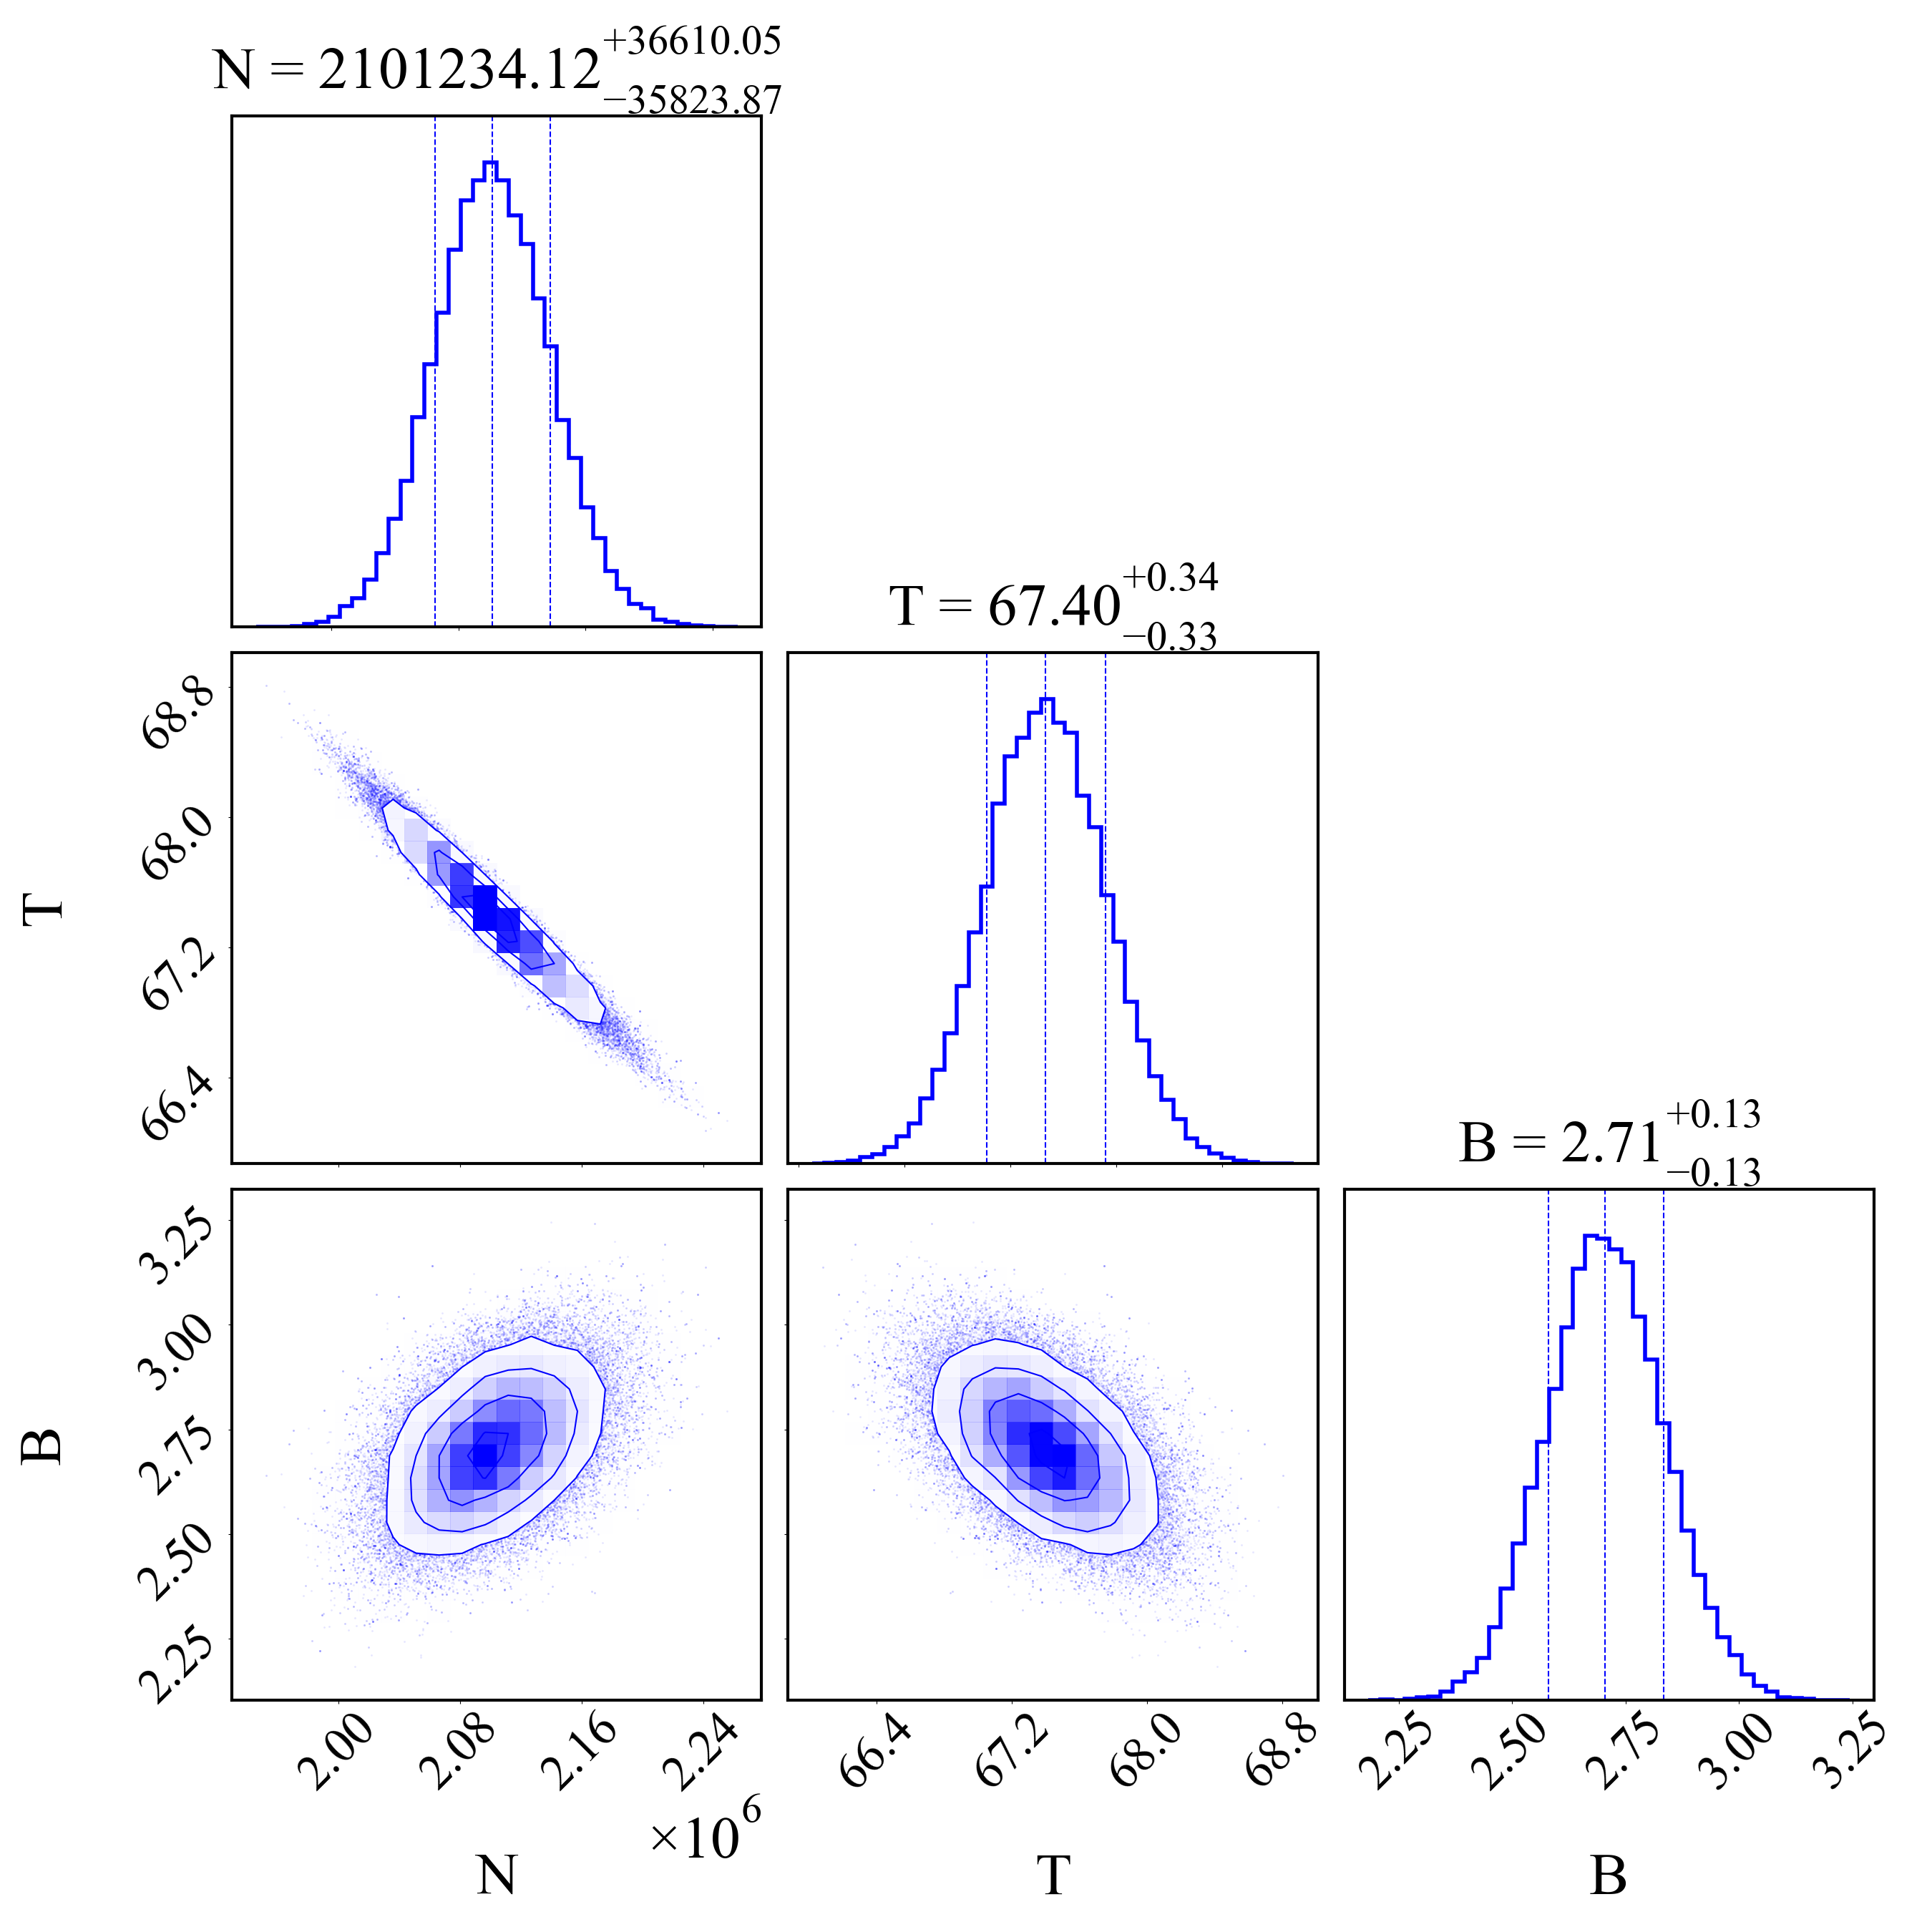 N = 2101234.12 +36610.05 −35823.87
T = 67.40 +0.34 −0.33
68.8
68.0
67.2
66.4
T
B = 2.71 +0.13 −0.13
3.25
3.00
2.75
2.50
2.25
B
2.00 2.08 2.16 2.24
66.4 67.2 68.0 68.8
2.25 2.50 2.75 3.00 3.25
×10^6
N T B